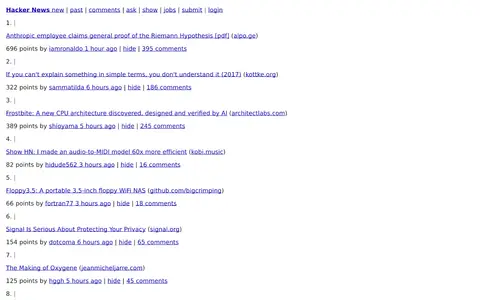 Hacker News new | past | comments | ask | show | jobs | submit | login
1. |
Anthropic employee claims general proof of the Riemann Hypothesis [pdf] (alpo.ge)
696 points by iamronaldo 1 hour ago | hide | 395 comments
2. |
If you can't explain something in simple terms, you don't understand it (2017) (kottke.org)
322 points by sammatilda 6 hours ago | hide | 186 comments
3. |
Frostbite: A new CPU architecture discovered, designed and verified by AI (architectlabs.com)
389 points by shioyama 5 hours ago | hide | 245 comments
4. |
Show HN: I made an audio-to-MIDI model 60x more efficient (kobi.music)
82 points by hidude562 3 hours ago | hide | 16 comments
5. |
Floppy3.5: A portable 3.5-inch floppy WiFi NAS (github.com/bigcrimping)
66 points by fortran77 3 hours ago | hide | 18 comments
6. |
Signal Is Serious About Protecting Your Privacy (signal.org)
154 points by dotcoma 6 hours ago | hide | 65 comments
7. |
The Making of Oxygene (jeanmicheljarre.com)
125 points by hggh 5 hours ago | hide | 45 comments
8. |